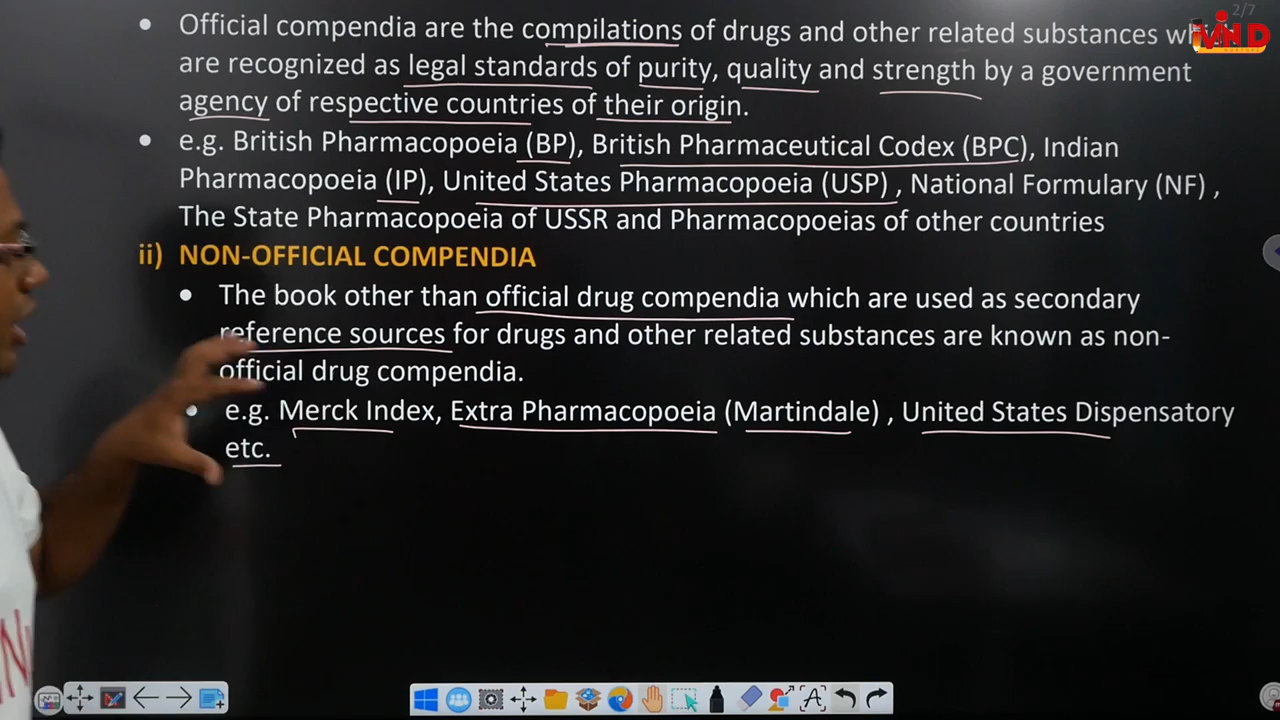 2/7
VIHD
• Official compendia are the compilations of drugs and other related substances
are recognized as legal standards of purity, quality and strength by a government
agency of respective countries of their origin.
• e.g. British Pharmacopoeia (BP), British Pharmaceutical Codex (BPC), Indian
Pharmacopoeia (IP), United States Pharmacopoeia (USP) , National Formulary (NF) ,
The State Pharmacopoeia of USSR and Pharmacopoeias of other countries
ii) NON-OFFICIAL COMPENDIA
• The book other than official drug compendia which are used as secondary
reference sources for drugs and other related substances are known as non-
official drug compendia.
• e.g. Merck Index, Extra Pharmacopoeia (Martindale) , United States Dispensatory
etc.